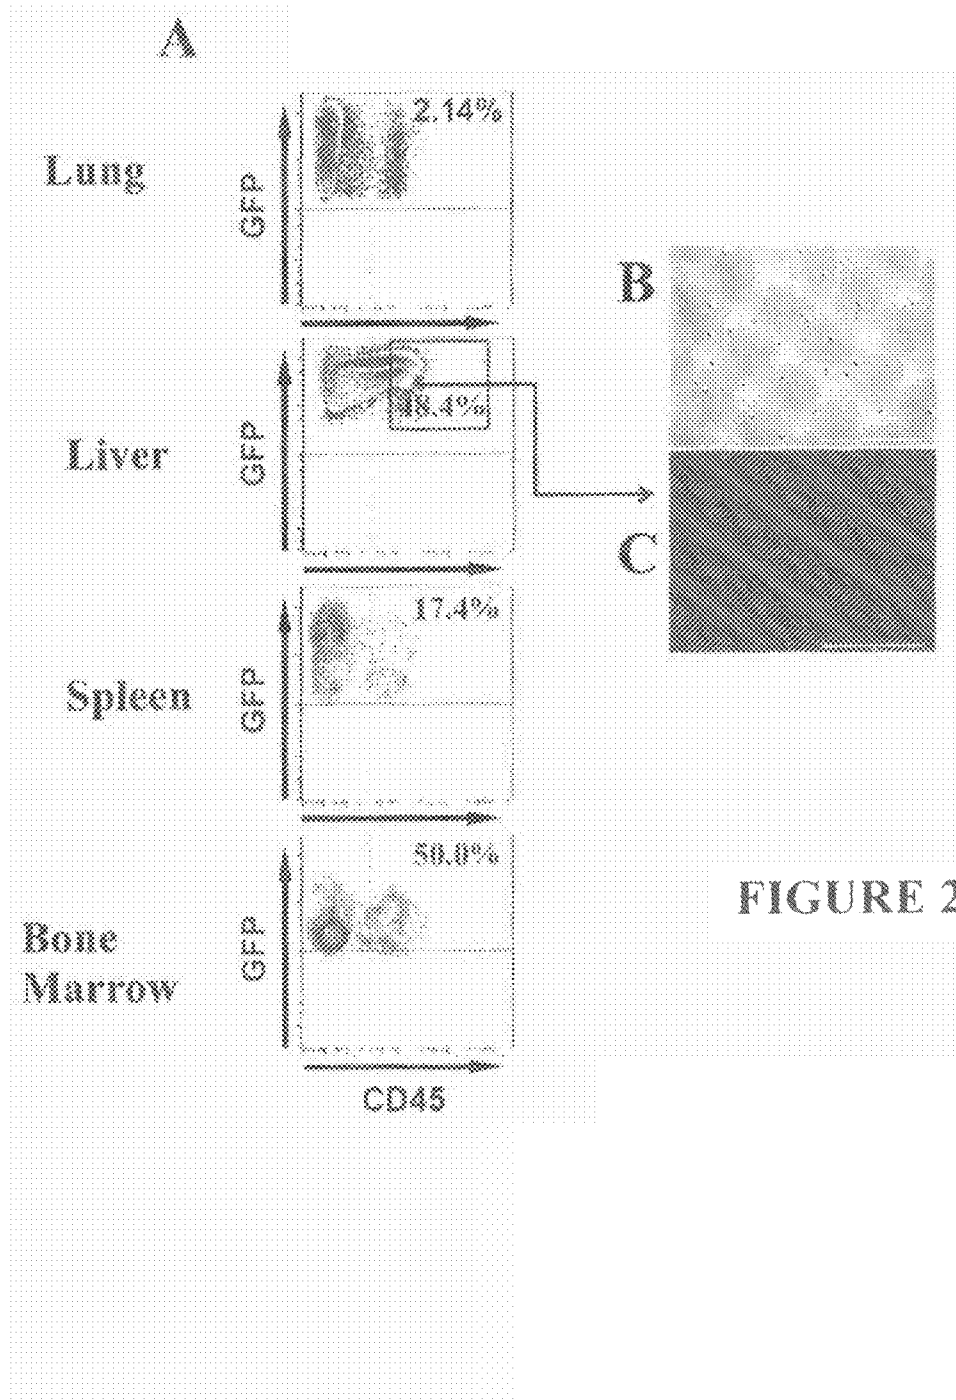 A
2.14%
Lung
GFP
B
48.4%
Liver
GFP
C
17.4%
Spleen
GFP
50.0%
FIGURE 2
Bone
Marrow
GFP
CD45